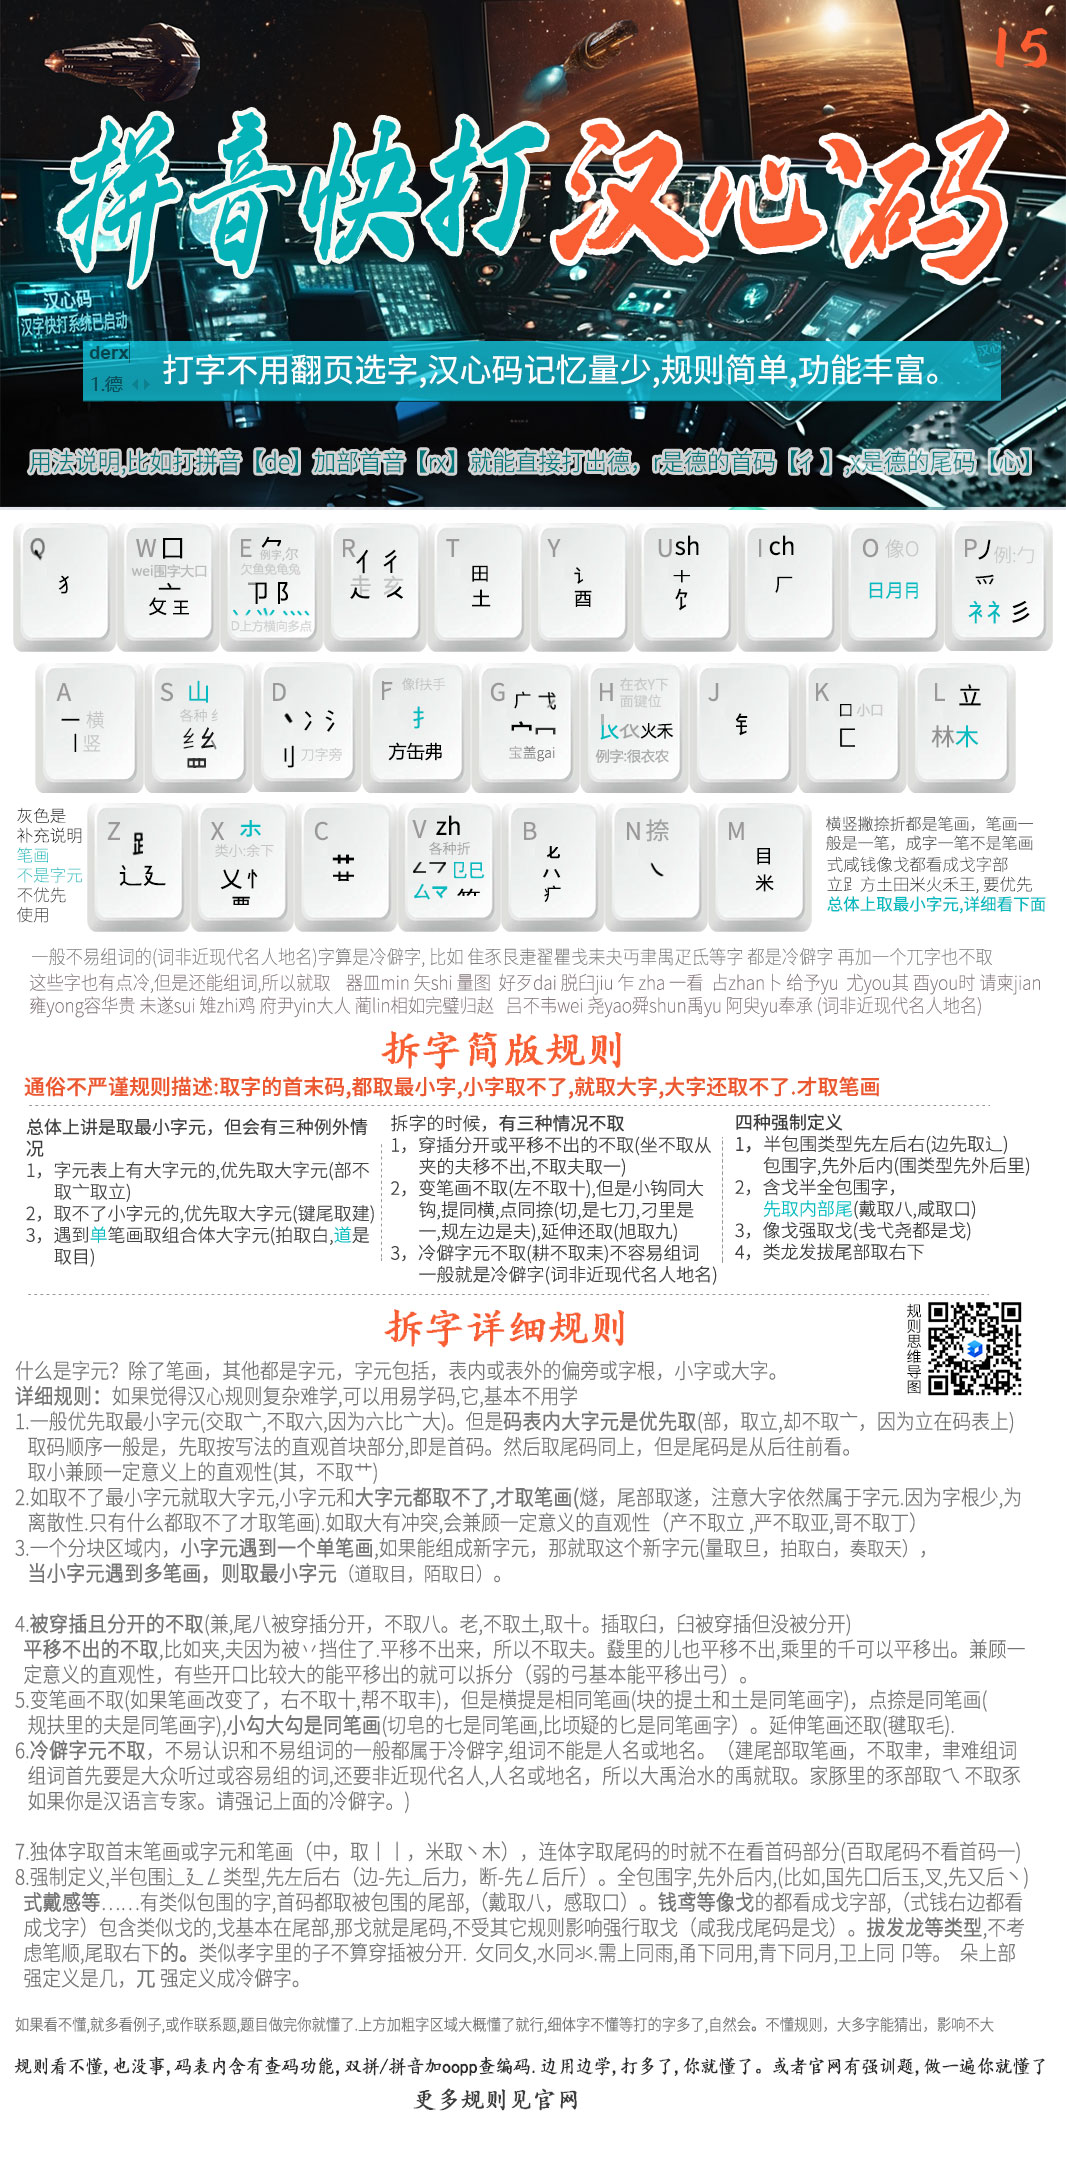 15
拼音快打汉心码
汉心码
汉字快打系统已启动
derx
1.德
打字不用翻页选字,汉心码记忆量少,规则简单,功能丰富。
用法说明,比如打拼音【de】加部首音【rx】就能直接打出德，r是德的首码【彳】,x是德的尾码【心】
Q 犭
W 囗 wei围字大口 亠 攵 王
E ⺈ 例字,尔 欠鱼免龟兔 卩 阝 D上方横向多点
R 亻 彳 走 亥
T 田 土
Y 讠 酉
U sh 十 饣
I ch 厂
O 像O 日月⺝
P 丿 例:勹 爫 衤礻 彡
A 一 横 丨 竖
S 山 各种 纟 纟幺 罒
D 丶 冫 氵 刂 刀字旁
F 像f扶手 扌 方缶弗
G 广 弋 宀 冖 宝盖gai
H 在衣Y下面键位 火禾 例字:很衣农
J 钅
K 口 小口 匚
L 立 林木
灰色是
补充说明
笔画
不是字元
不优先
使用
Z ⻊ 辶廴
X 朩 类小:余下 乂忄 覀
C 艹
V zh 各种折 㔾巳 厶龴 ⺮
B 八 疒
N 捺 ㇏
M 目 米
横竖撇捺折都是笔画，笔画一
般是一笔，成字一笔不是笔画
式咸钱像戈都看成戈字部
立⻊方土田米火禾王, 要优先
总体上取最小字元,详细看下面
一般不易组词的(词非近现代名人地名)字算是冷僻字, 比如 隹豕艮疌翟瞿戋耒夬丏聿禺疋氐等字 都是冷僻字 再加一个兀字也不取
这些字也有点冷,但是还能组词,所以就取 器皿min 矢shi 量图 好歹dai 脱臼jiu 乍 zha 一看 占zhan卜 给予yu 尤you其 酉you时 请柬jian
雍yong容华贵 未遂sui 雉zhi鸡 府尹yin大人 蔺lin相如完璧归赵 吕不韦wei 尧yao舜shun禹yu 阿臾yu奉承 (词非近现代名人地名)
拆字简版规则
通俗不严谨规则描述:取字的首末码,都取最小字,小字取不了,就取大字,大字还取不了.才取笔画
总体上讲是取最小字元，但会有三种例外情
况
1，字元表上有大字元的,优先取大字元(部不
取亠取立)
2，取不了小字元的,优先取大字元(键尾取建)
3，遇到单笔画取组合体大字元(拍取白,道是
取目)
拆字的时候，有三种情况不取
1，穿插分开或平移不出的不取(坐不取从
夹的夫移不出,不取夫取一)
2，变笔画不取(左不取十),但是小钩同大
钩,提同横,点同捺(切,是七刀,刁里是
一,规左边是夫),延伸还取(旭取九)
3，冷僻字元不取(耕不取耒)不容易组词
一般就是冷僻字(词非近现代名人地名)
四种强制定义
1，半包围类型先左后右(边先取辶)
包围字,先外后内(围类型先外后里)
2，含戈半全包围字，
先取内部尾(戴取八,咸取口)
3，像戈强取戈(戋弋尧都是戈)
4，类龙发拔尾部取右下
拆字详细规则
规则思维导图
什么是字元？除了笔画，其他都是字元，字元包括，表内或表外的偏旁或字根，小字或大字。
详细规则：如果觉得汉心规则复杂难学,可以用易学码,它,基本不用学
1.一般优先取最小字元(交取亠,不取六,因为六比亠大)。但是码表内大字元是优先取(部，取立,却不取亠，因为立在码表上)
取码顺序一般是，先取按写法的直观首块部分,即是首码。然后取尾码同上，但是尾码是从后往前看。
取小兼顾一定意义上的直观性(其，不取艹)
2.如取不了最小字元就取大字元,小字元和大字元都取不了,才取笔画(燧，尾部取遂，注意大字依然属于字元.因为字根少,为
离散性.只有什么都取不了才取笔画).如取大有冲突,会兼顾一定意义的直观性（产不取立 ,严不取亚,哥不取丁）
3.一个分块区域内，小字元遇到一个单笔画,如果能组成新字元，那就取这个新字元(量取旦，拍取白，奏取天），
当小字元遇到多笔画，则取最小字元（道取目，陌取日）。
4.被穿插且分开的不取(兼,尾八被穿插分开，不取八。老,不取土,取十。插取臼，臼被穿插但没被分开)
平移不出的不取,比如夹,夫因为被丷挡住了.平移不出来，所以不取夫。鼗里的儿也平移不出,乘里的千可以平移出。兼顾一
定意义的直观性，有些开口比较大的能平移出的就可以拆分（弱的弓基本能平移出弓）。
5.变笔画不取(如果笔画改变了，右不取十,帮不取丰)，但是横提是相同笔画(块的提土和土是同笔画字)，点捺是同笔画(
规扶里的夫是同笔画字),小勾大勾是同笔画(切皂的七是同笔画,比顷疑的匕是同笔画字）。延伸笔画还取(毽取毛).
6.冷僻字元不取，不易认识和不易组词的一般都属于冷僻字,组词不能是人名或地名。（建尾部取笔画，不取聿，聿难组词
组词首先要是大众听过或容易组的词,还要非近现代名人,人名或地名，所以大禹治水的禹就取。家豚里的豕部取乀 不取豕
如果你是汉语言专家。请强记上面的冷僻字。)
7.独体字取首末笔画或字元和笔画（中，取丨丨，米取丶木），连体字取尾码的时就不在看首码部分(百取尾码不看首码一)
8.强制定义,半包围辶廴𠃊类型,先左后右（边-先辶后力，断-先𠃊后斤）。全包围字,先外后内,(比如,国先囗后玉,叉,先又后丶)
式戴感等……有类似包围的字,首码都取被包围的尾部,（戴取八，感取口）。钱鸢等像戈的都看成戈字部,（式钱右边都看
成戈字）包含类似戈的,戈基本在尾部,那戈就是尾码,不受其它规则影响强行取戈（咸我戌尾码是戈）。拔发龙等类型,不考
虑笔顺,尾取右下的。类似孝字里的子不算穿插被分开. 攵同夂,水同氺.需上同雨,甬下同用,青下同月,卫上同卩等。 朵上部
强定义是几，兀 强定义成冷僻字。
如果看不懂,就多看例子,或作联系题,题目做完你就懂了.上方加粗字区域大概懂了就行,细体字不懂等打的字多了,自然会。不懂规则，大多字能猜出，影响不大
规则看不懂，也没事，码表内含有查码功能，双拼/拼音加oopp查编码. 边用边学，打多了，你就懂了。或者官网有强训题，做一遍你就懂了
更多规则见官网